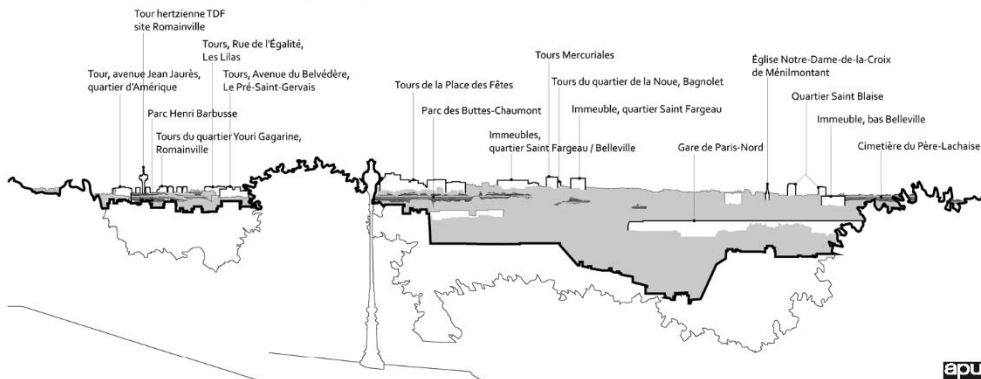 Tour hertzienne TDF
site Romainville
Tours, Rue de l'Égalité,
Les Lilas
Tour, avenue Jean Jaurès,
quartier d'Amérique
Tours, Avenue du Belvédère,
Le Pré-Saint-Gervais
Parc Henri Barbusse
Tours du quartier Youri Gagarine,
Romainville
Tours de la Place des Fêtes
Parc des Buttes-Chaumont
Immeubles,
quartier Saint Fargeau / Belleville
Tours Mercuriales
Tours du quartier de la Noue, Bagnolet
Immeuble, quartier Saint Fargeau
Gare de Paris-Nord
Église Notre-Dame-de-la-Croix
de Ménilmontant
Quartier Saint Blaise
Immeuble, bas Belleville
Cimetière du Père-Lachaise
apu